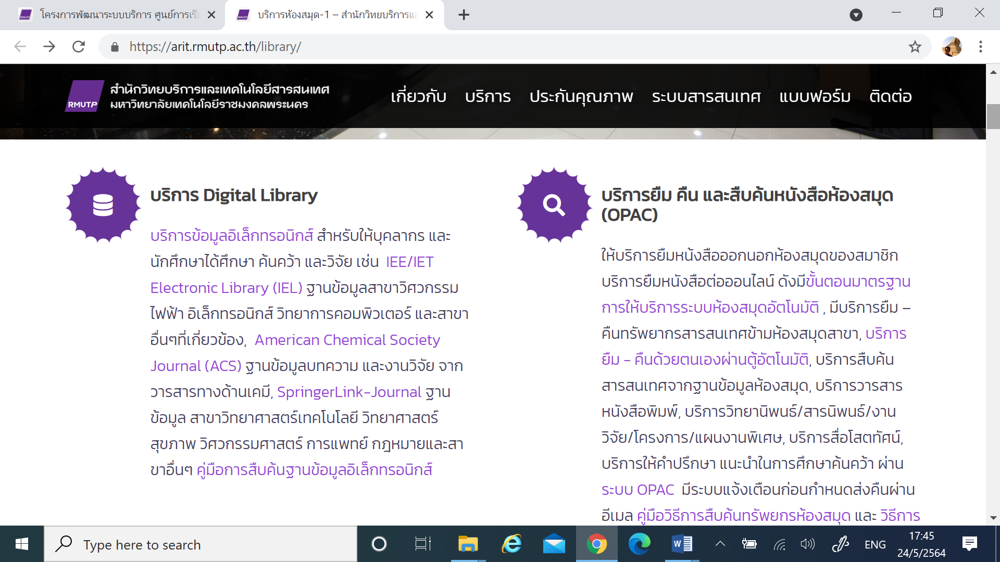 โครงการพัฒนาระบบบริการ ศูนย์การเรีย
บริการห้องสมุด-1 – สำนักวิทยบริการและ
https://arit.rmutp.ac.th/library/
RMUTP
สำนักวิทยบริการและเทคโนโลยีสารสนเทศ
มหาวิทยาลัยเทคโนโลยีราชมงคลพระนคร
เกี่ยวกับ บริการ ประกันคุณภาพ ระบบสารสนเทศ แบบฟอร์ม ติดต่อ
บริการ Digital Library
บริการข้อมูลอิเล็กทรอนิกส์ สำหรับให้บุคลากร และ
นักศึกษาได้ศึกษา ค้นคว้า และวิจัย เช่น IEE/IET
Electronic Library (IEL) ฐานข้อมูลสาขาวิศวกรรม
ไฟฟ้า อิเล็กทรอนิกส์ วิทยาการคอมพิวเตอร์ และสาขา
อื่นๆที่เกี่ยวข้อง, American Chemical Society
Journal (ACS) ฐานข้อมูลบทความ และงานวิจัย จาก
วารสารทางด้านเคมี, SpringerLink-Journal ฐาน
ข้อมูล สาขาวิทยาศาสตร์เทคโนโลยี วิทยาศาสตร์
สุขภาพ วิศวกรรมศาสตร์ การแพทย์ กฎหมายและสา
ขาอื่นๆ คู่มือการสืบค้นฐานข้อมูลอิเล็กทรอนิกส์
บริการยืม คืน และสืบค้นหนังสือห้องสมุด
(OPAC)
ให้บริการยืมหนังสือออกนอกห้องสมุดของสมาชิก
บริการยืมหนังสือต่อออนไลน์ ดังมีขั้นตอนมาตรฐาน
การให้บริการระบบห้องสมุดอัตโนมัติ , มีบริการยืม –
คืนทรัพยากรสารสนเทศข้ามห้องสมุดสาขา, บริการ
ยืม - คืนด้วยตนเองผ่านตู้อัตโนมัติ, บริการสืบค้น
สารสนเทศจากฐานข้อมูลห้องสมุด, บริการวารสาร
หนังสือพิมพ์, บริการวิทยานิพนธ์/สารนิพนธ์/งาน
วิจัย/โครงการ/แผนงานพิเศษ, บริการสื่อโสตทัศน์,
บริการให้คำปรึกษา แนะนำในการศึกษาค้นคว้า ผ่าน
ระบบ OPAC มีระบบแจ้งเตือนก่อนกำหนดส่งคืนผ่าน
อีเมล คู่มือวิธีการสืบค้นทรัพยกรห้องสมุด และ วิธีการ
Type here to search
ENG
17:45
24/5/2564